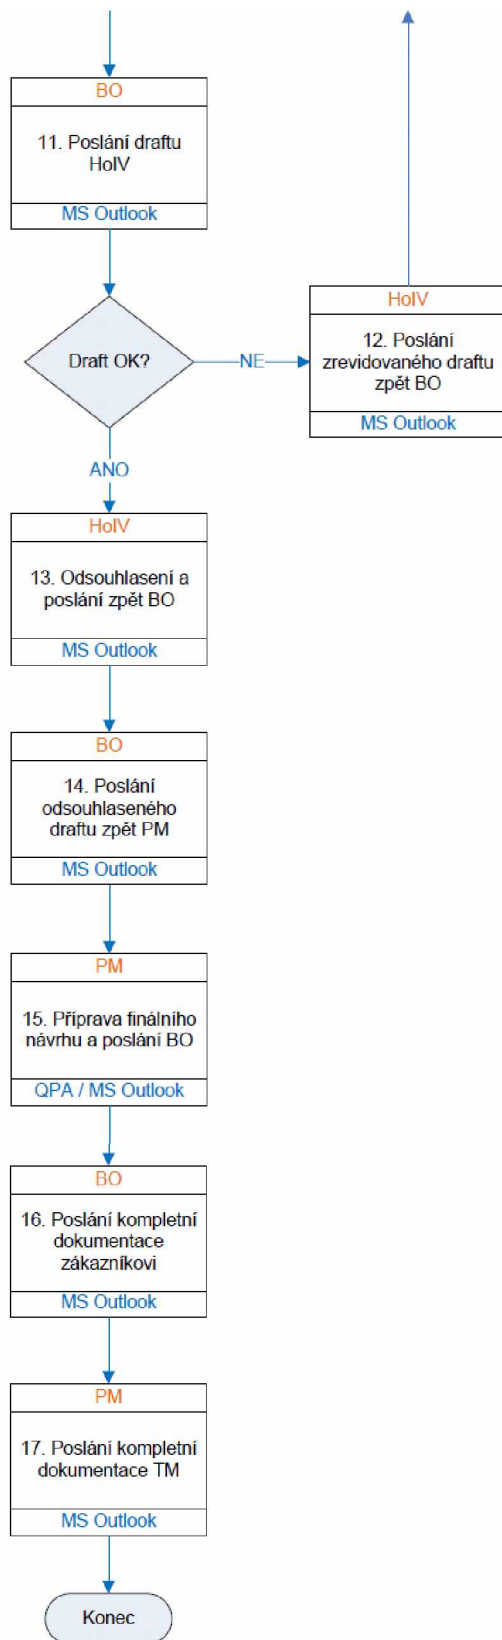 BO
11. Poslání draftu
HoIV
MS Outlook
Draft OK?
NE
HoIV
12. Poslání
zrevidovaného draftu
zpět BO
MS Outlook
ANO
HoIV
13. Odsouhlasení a
poslání zpět BO
MS Outlook
BO
14. Poslání
odsouhlaseného
draftu zpět PM
MS Outlook
PM
15. Příprava finálního
návrhu a poslání BO
QPA / MS Outlook
BO
16. Poslání kompletní
dokumentace
zákazníkovi
MS Outlook
PM
17. Poslání kompletní
dokumentace TM
MS Outlook
Konec